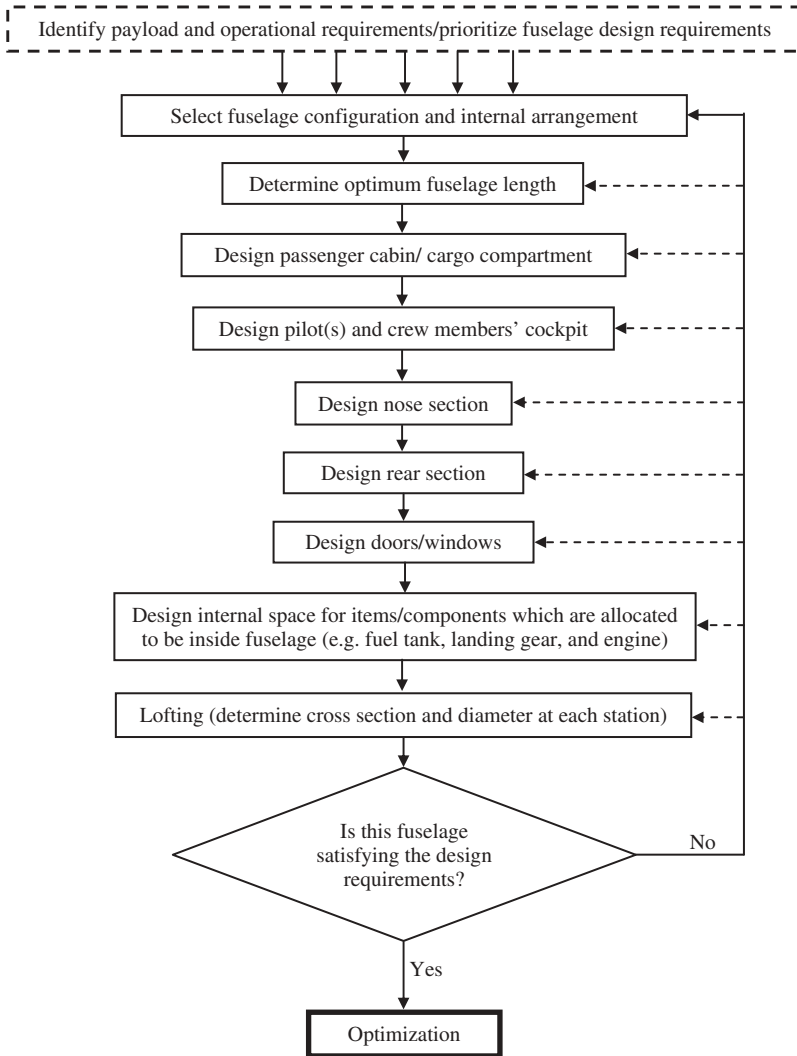 Identify payload and operational requirements/prioritize fuselage design requirements
Select fuselage configuration and internal arrangement
Determine optimum fuselage length
Design passenger cabin/ cargo compartment
Design pilot(s) and crew members’ cockpit
Design nose section
Design rear section
Design doors/windows
Design internal space for items/components which are allocated
to be inside fuselage (e.g. fuel tank, landing gear, and engine)
Lofting (determine cross section and diameter at each station)
Is this fuselage
satisfying the design
requirements?
No
Yes
Optimization